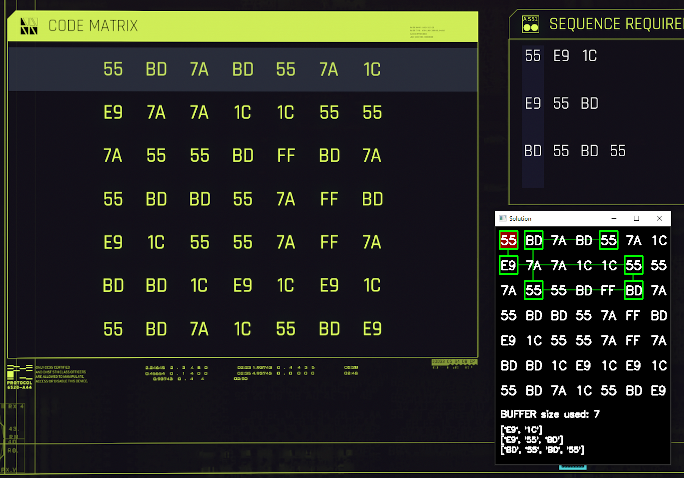 CODE MATRIX
55 BD 7A BD 55 7A 1C
E9 7A 7A 1C 1C 55 55
7A 55 55 BD FF BD 7A
55 BD BD 55 7A FF BD
E9 1C 55 55 7A FF 7A
BD BD 1C E9 1C E9 1C
55 BD 7A 1C 55 BD E9
SEQUENCE REQUIRE
55 E9 1C
E9 55 BD
BD 55 BD 55
Solution
55 BD 7A BD 55 7A 1C
E9 7A 7A 1C 1C 55 55
7A 55 55 BD FF BD 7A
55 BD BD 55 7A FF BD
E9 1C 55 55 7A FF 7A
BD BD 1C E9 1C E9 1C
55 BD 7A 1C 55 BD E9
BUFFER size used: 7
['E9', '1C']
['E9', '55', 'BD']
['BD', '55', 'BD', '55']
PROTOCOL